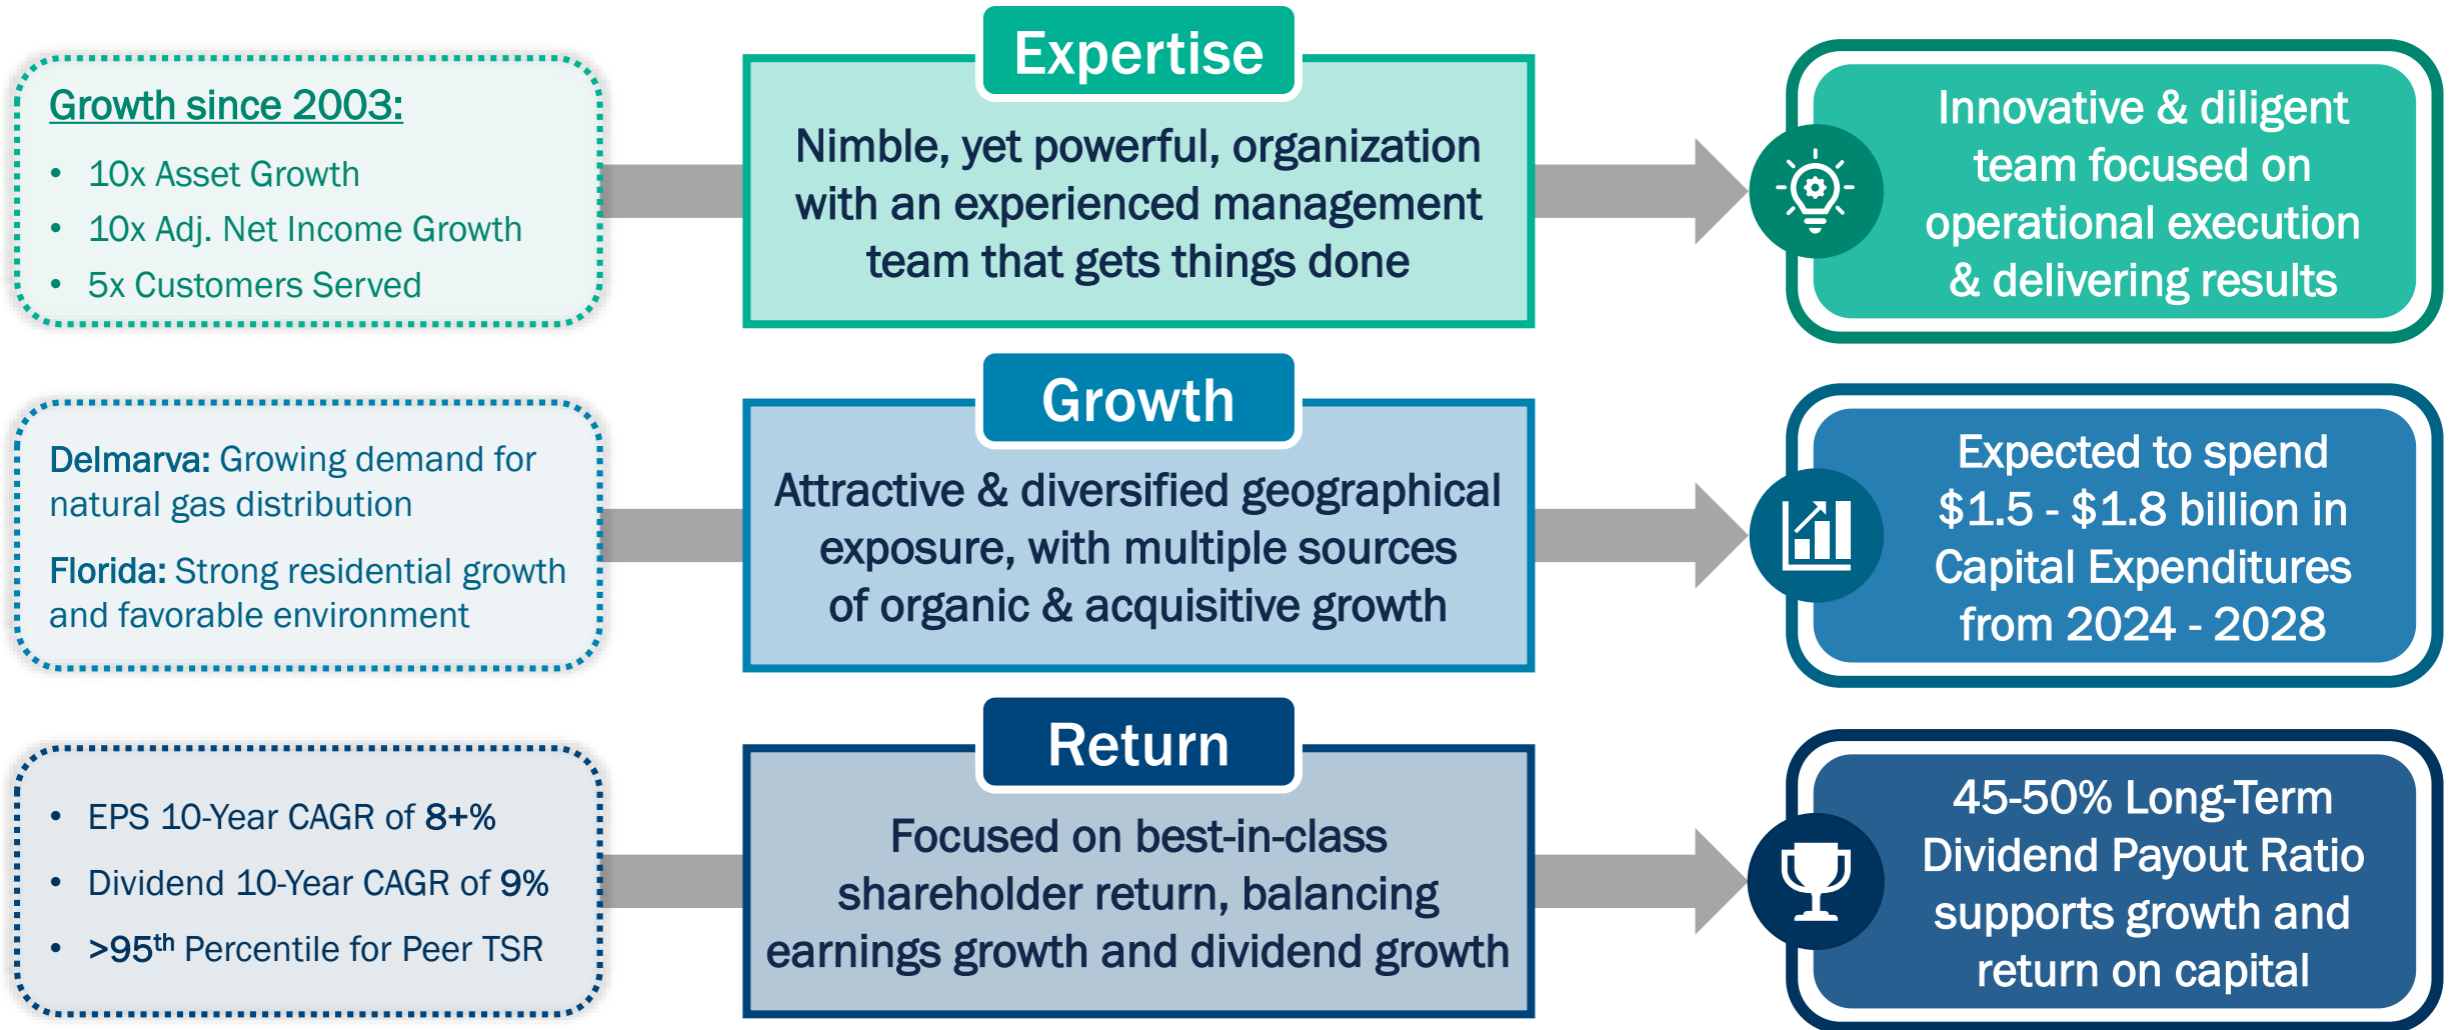 Growth since 2003:
• 10x Asset Growth
• 10x Adj. Net Income Growth
• 5x Customers Served
Expertise
Nimble, yet powerful, organization
with an experienced management
team that gets things done
Innovative & diligent
team focused on
operational execution
& delivering results
Delmarva: Growing demand for
natural gas distribution
Florida: Strong residential growth
and favorable environment
Growth
Attractive & diversified geographical
exposure, with multiple sources
of organic & acquisitive growth
Expected to spend
$1.5 - $1.8 billion in
Capital Expenditures
from 2024 - 2028
• EPS 10-Year CAGR of 8+%
• Dividend 10-Year CAGR of 9%
• >95th Percentile for Peer TSR
Return
Focused on best-in-class
shareholder return, balancing
earnings growth and dividend growth
45-50% Long-Term
Dividend Payout Ratio
supports growth and
return on capital